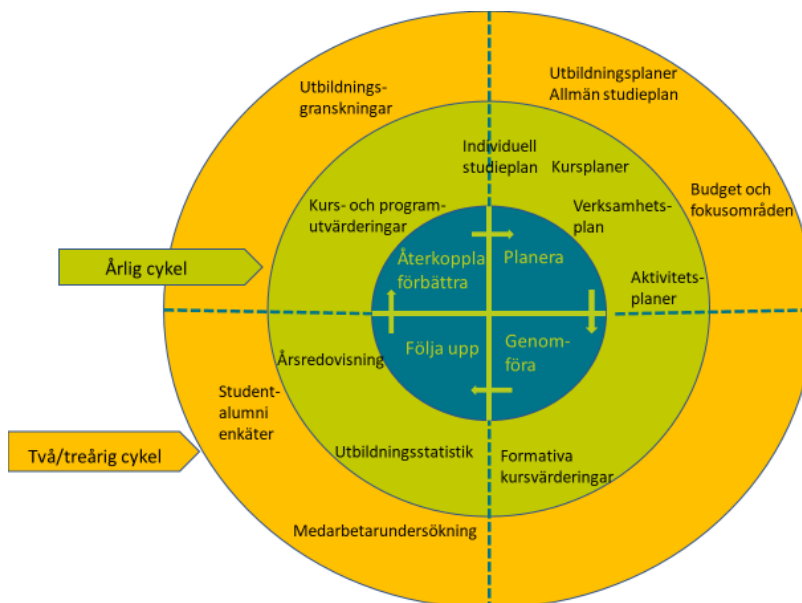 Utbildningsplaner
Allmän studieplan
Utbildnings-
granskningar
Individuell
studieplan
Kursplaner
Budget och
fokusområden
Kurs- och program-
utvärderingar
Verksamhets-
plan
Årlig cykel
Återkoppla
förbättra
Planera
Aktivitets-
planer
Årsredovisning
Följa upp
Genom-
föra
Student-
alumni
enkäter
Två/treårig cykel
Utbildningsstatistik
Formativa
kursvärderingar
Medarbetarundersökning